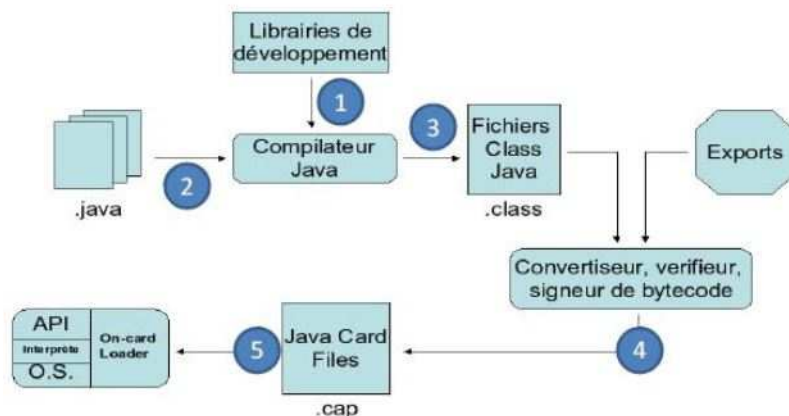 Librairies de
développement
1
3
Compilateur
Java
Fichiers
Class
Java
Exports
2
.java
.class
Convertiseur, verifieur,
signeur de bytecode
API
Interprète
O.S.
On-card
Loader
5
Java Card
Files
4
.cap